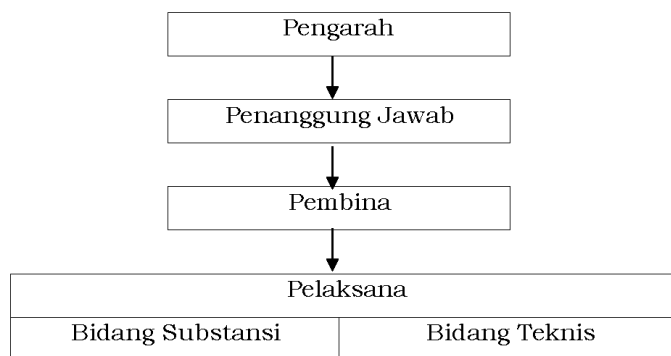 Pengarah
Penanggung Jawab
Pembina
Pelaksana
Bidang Substansi
Bidang Teknis